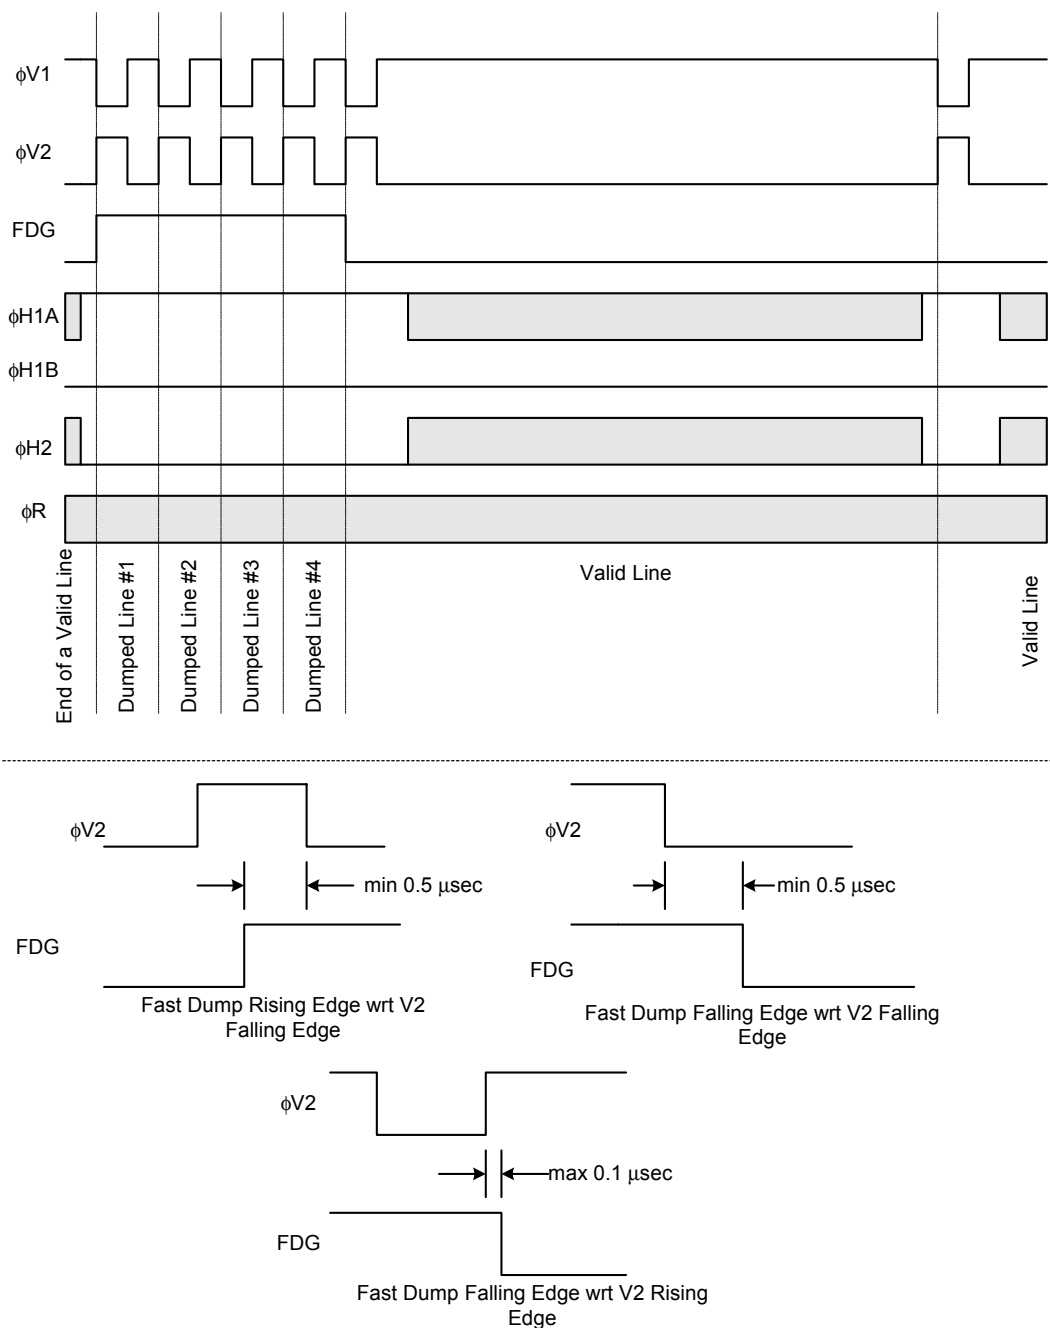 ϕV1
ϕV2
FDG
ϕH1A
ϕH1B
ϕH2
ϕR
End of a Valid Line
Dumped Line #1
Dumped Line #2
Dumped Line #3
Dumped Line #4
Valid Line
Valid Line
ϕV2
min 0.5 μsec
FDG
Fast Dump Rising Edge wrt V2
Falling Edge
ϕV2
min 0.5 μsec
FDG
Fast Dump Falling Edge wrt V2 Falling
Edge
ϕV2
max 0.1 μsec
FDG
Fast Dump Falling Edge wrt V2 Rising
Edge